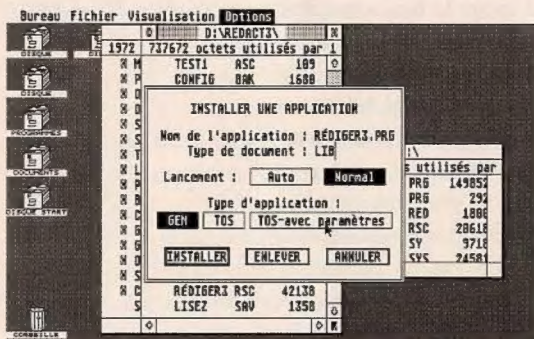 Bureau Fichier Visualisation Options
D:\REDACT3\
1972 737672 octets utilisés par i
TEST1 ASC 189
CONFIG BAK 1688
INSTALLER UNE APPLICATION
Nom de l'application : RÉDIGER3.PRG
Type de document : LIB
Lancement : Auto Normal
Type d'application :
GEM TOS TOS-avec paramètres
INSTALLER ENLEVER ANNULER
RÉDIGER3 RSC 42138
LISEZ SAV 1358
:\
s utilisés par
PRG 149852
PRG 292
RED 1880
RSC 28618
SY 9718
SYS 24581
DISQUE
DISQUE
PROGRAMMES
DOCUMENTS
DISQUE START
CORBEILLE